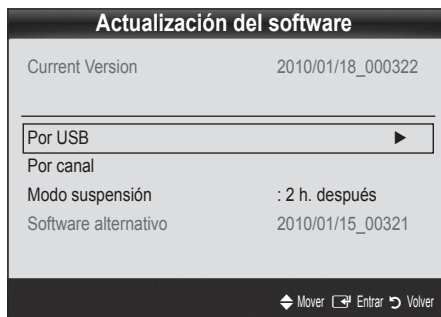 Actualización del software
Current Version 2010/01/18_000322
Por USB ►
Por canal
Modo suspensión : 2 h. después
Software alternativo 2010/01/15_00321
Mover Entrar Volver